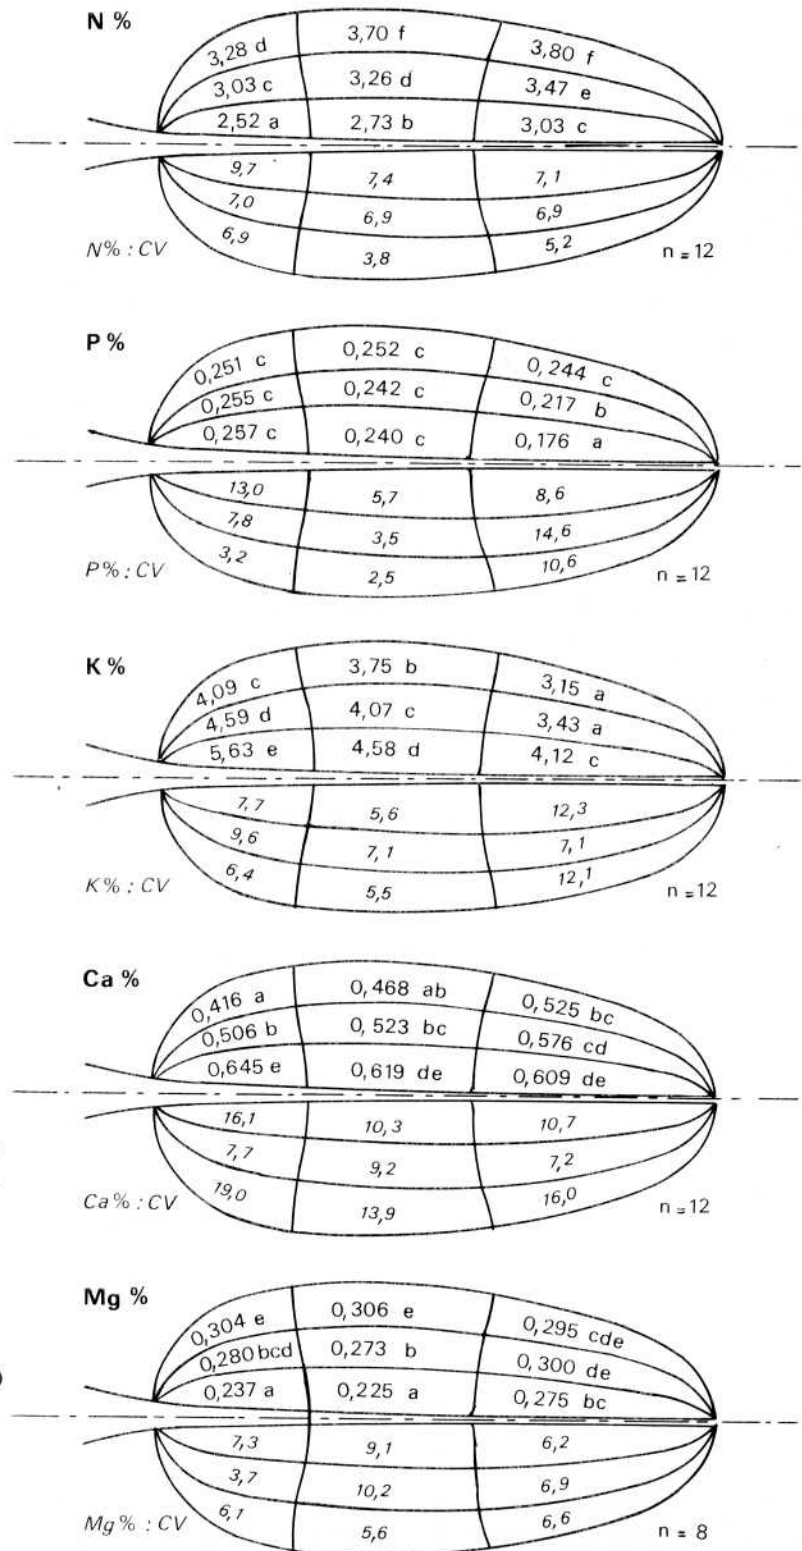 N %
3,28 d 3,70 f 3,80 f
3,03 c 3,26 d 3,47 e
2,52 a 2,73 b 3,03 c
9,7 7,4 7,1
7,0 6,9 6,9
6,9 3,8 5,2
N% : CV n = 12
P %
0,251 c 0,252 c 0,244 c
0,255 c 0,242 c 0,217 b
0,257 c 0,240 c 0,176 a
13,0 5,7 8,6
7,8 3,5 14,6
3,2 2,5 10,6
P% : CV n = 12
K %
4,09 c 3,75 b 3,15 a
4,59 d 4,07 c 3,43 a
5,63 e 4,58 d 4,12 c
7,7 5,6 12,3
9,6 7,1 7,1
6,4 5,5 12,1
K% : CV n = 12
Ca %
0,416 a 0,468 ab 0,525 bc
0,506 b 0,523 bc 0,576 cd
0,645 e 0,619 de 0,609 de
16,1 10,3 10,7
7,7 9,2 7,2
19,0 13,9 16,0
Ca% : CV n = 12
Mg %
0,304 e 0,306 e 0,295 cde
0,280 bcd 0,273 b 0,300 de
0,237 a 0,225 a 0,275 bc
7,3 9,1 6,2
3,7 10,2 6,9
6,1 5,6 6,6
Mg% : CV n = 8